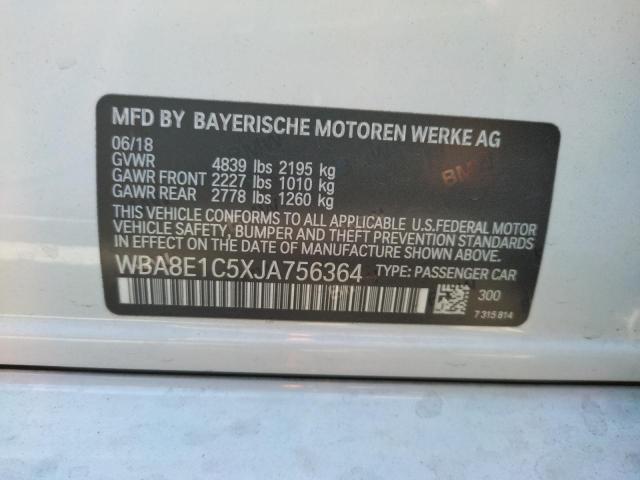 MFD BY BAYERISCHE MOTOREN WERKE AG
06/18
GVWR 4839 lbs 2195 kg
GAWR FRONT 2227 lbs 1010 kg
GAWR REAR 2778 lbs 1260 kg
THIS VEHICLE CONFORMS TO ALL APPLICABLE U.S.FEDERAL MOTOR
VEHICLE SAFETY, BUMPER AND THEFT PREVENTION STANDARDS
IN EFFECT ON THE DATE OF MANUFACTURE SHOWN ABOVE.
WBA8E1C5XJA756364 TYPE: PASSENGER CAR
300
7 315 814